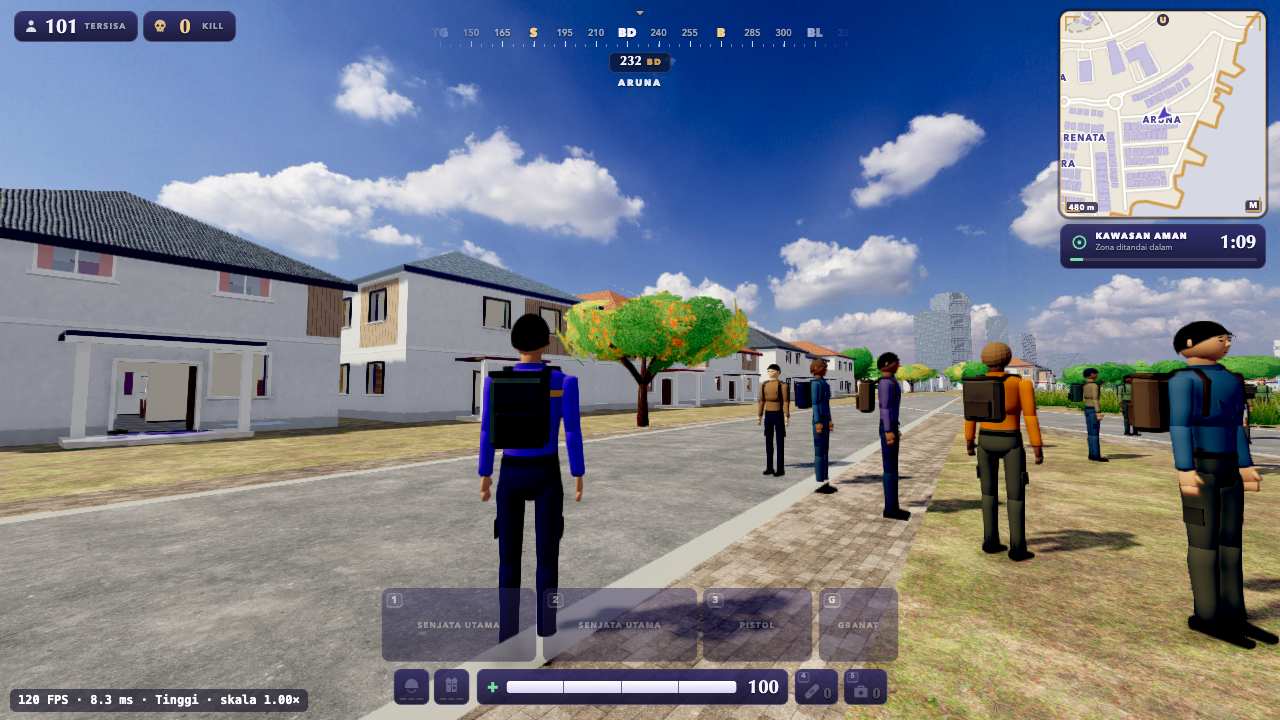 101 TERSISA
0 KILL
TG 150 165 S 195 210 BD 240 255 B 285 300 BL 330
232 BD
ARUNA
U
ARUNA
RENATA
RA
A
480 m
M
KAWASAN AMAN
Zona ditandai dalam
1:09
1 SENJATA UTAMA
2 SENJATA UTAMA
3 PISTOL
G GRANAT
100
4 0
5 0
120 FPS · 8.3 ms · Tinggi · skala 1.00×